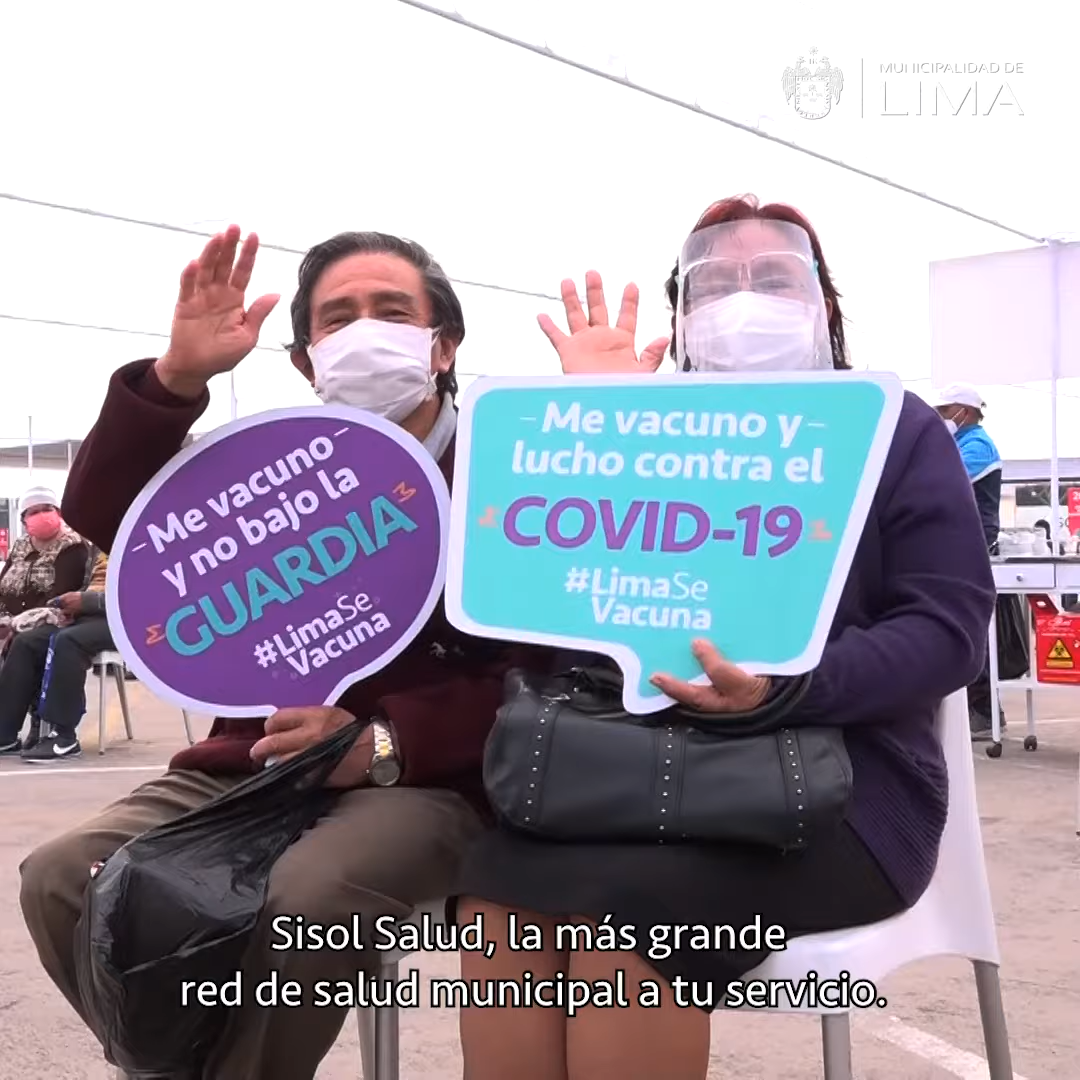 MUNICIPALIDAD DE
LIMA
Me vacuno
y no bajo la
GUARDIA
#LimaSe
Vacuna
Me vacuno y
lucho contra el
COVID-19
#LimaSe
Vacuna
Sisol Salud, la más grande
red de salud municipal a tu servicio.